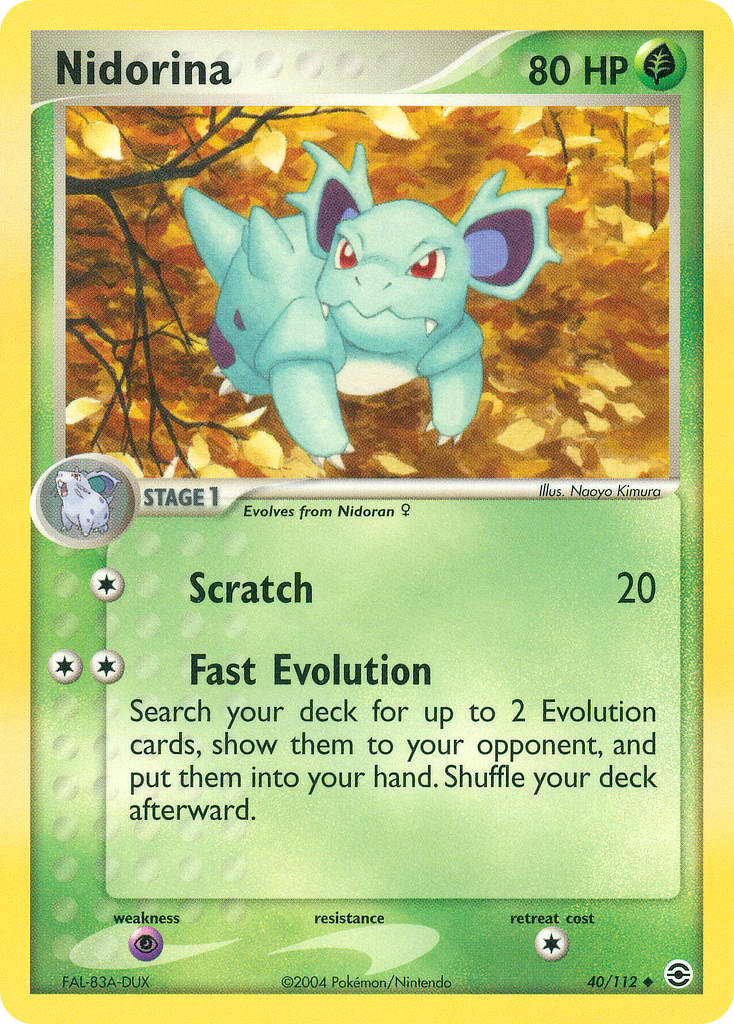 Nidorina
80 HP
Illus. Naoyo Kimura
STAGE 1
Evolves from Nidoran ♀
Scratch 20
Fast Evolution
Search your deck for up to 2 Evolution
cards, show them to your opponent, and
put them into your hand. Shuffle your deck
afterward.
weakness resistance retreat cost
FAL-83A-DUX ©2004 Pokémon/Nintendo 40/112